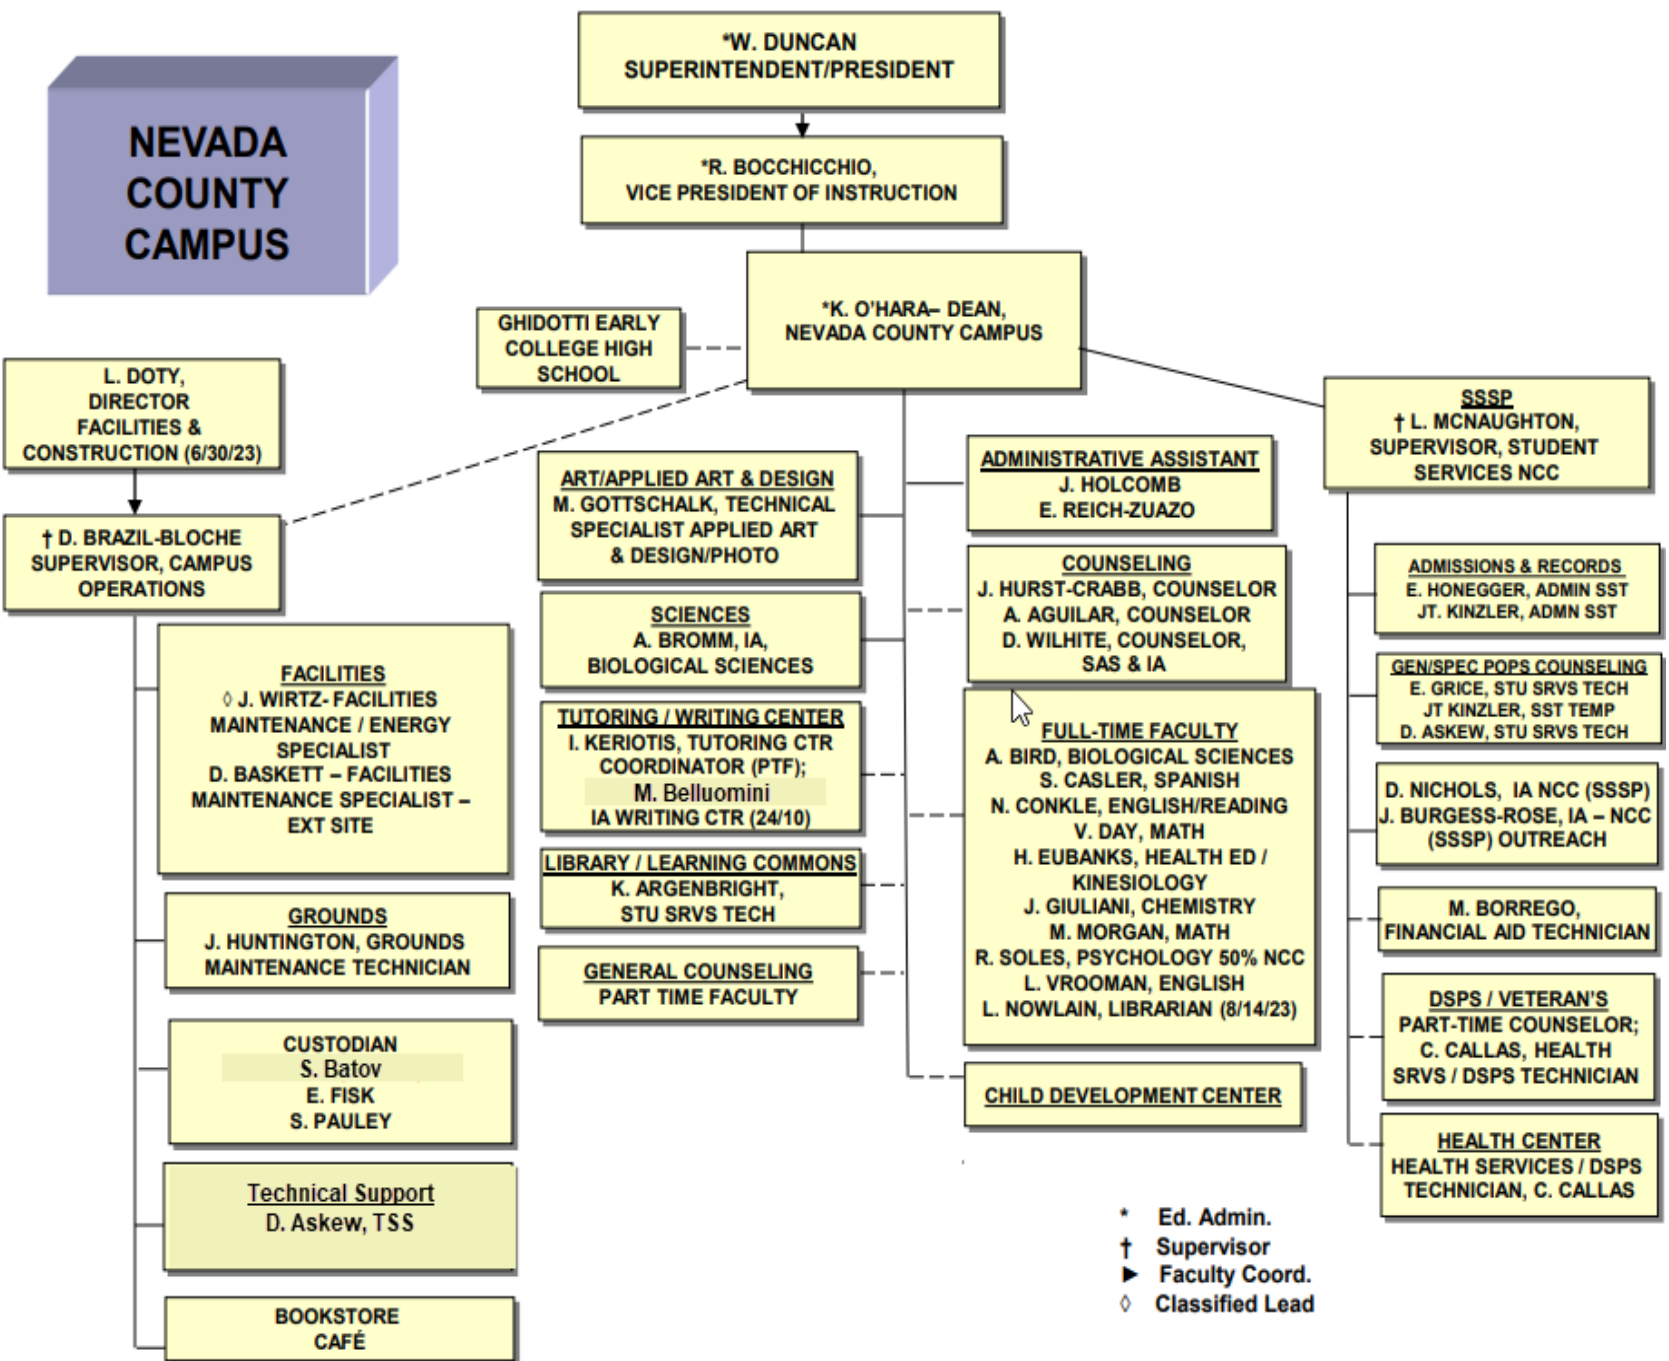 NEVADA
COUNTY
CAMPUS
*W. DUNCAN
SUPERINTENDENT/PRESIDENT
*R. BOCCHICCHIO,
VICE PRESIDENT OF INSTRUCTION
*K. O'HARA– DEAN,
NEVADA COUNTY CAMPUS
GHIDOTTI EARLY
COLLEGE HIGH
SCHOOL
L. DOTY,
DIRECTOR
FACILITIES &
CONSTRUCTION (6/30/23)
† D. BRAZIL-BLOCHE
SUPERVISOR, CAMPUS
OPERATIONS
FACILITIES
◊ J. WIRTZ- FACILITIES
MAINTENANCE / ENERGY
SPECIALIST
D. BASKETT – FACILITIES
MAINTENANCE SPECIALIST –
EXT SITE
GROUNDS
J. HUNTINGTON, GROUNDS
MAINTENANCE TECHNICIAN
CUSTODIAN
S. Batov
E. FISK
S. PAULEY
Technical Support
D. Askew, TSS
BOOKSTORE
CAFÉ
ART/APPLIED ART & DESIGN
M. GOTTSCHALK, TECHNICAL
SPECIALIST APPLIED ART
& DESIGN/PHOTO
SCIENCES
A. BROMM, IA,
BIOLOGICAL SCIENCES
TUTORING / WRITING CENTER
I. KERIOTIS, TUTORING CTR
COORDINATOR (PTF);
M. Belluomini
IA WRITING CTR (24/10)
LIBRARY / LEARNING COMMONS
K. ARGENBRIGHT,
STU SRVS TECH
GENERAL COUNSELING
PART TIME FACULTY
ADMINISTRATIVE ASSISTANT
J. HOLCOMB
E. REICH-ZUAZO
COUNSELING
J. HURST-CRABB, COUNSELOR
A. AGUILAR, COUNSELOR
D. WILHITE, COUNSELOR,
SAS & IA
FULL-TIME FACULTY
A. BIRD, BIOLOGICAL SCIENCES
S. CASLER, SPANISH
N. CONKLE, ENGLISH/READING
V. DAY, MATH
H. EUBANKS, HEALTH ED /
KINESIOLOGY
J. GIULIANI, CHEMISTRY
M. MORGAN, MATH
R. SOLES, PSYCHOLOGY 50% NCC
L. VROOMAN, ENGLISH
L. NOWLAIN, LIBRARIAN (8/14/23)
CHILD DEVELOPMENT CENTER
SSSP
† L. MCNAUGHTON,
SUPERVISOR, STUDENT
SERVICES NCC
ADMISSIONS & RECORDS
E. HONEGGER, ADMIN SST
JT. KINZLER, ADMN SST
GEN/SPEC POPS COUNSELING
E. GRICE, STU SRVS TECH
JT KINZLER, SST TEMP
D. ASKEW, STU SRVS TECH
D. NICHOLS, IA NCC (SSSP)
J. BURGESS-ROSE, IA – NCC
(SSSP) OUTREACH
M. BORREGO,
FINANCIAL AID TECHNICIAN
DSPS / VETERAN'S
PART-TIME COUNSELOR;
C. CALLAS, HEALTH
SRVS / DSPS TECHNICIAN
HEALTH CENTER
HEALTH SERVICES / DSPS
TECHNICIAN, C. CALLAS
* Ed. Admin.
† Supervisor
► Faculty Coord.
◊ Classified Lead